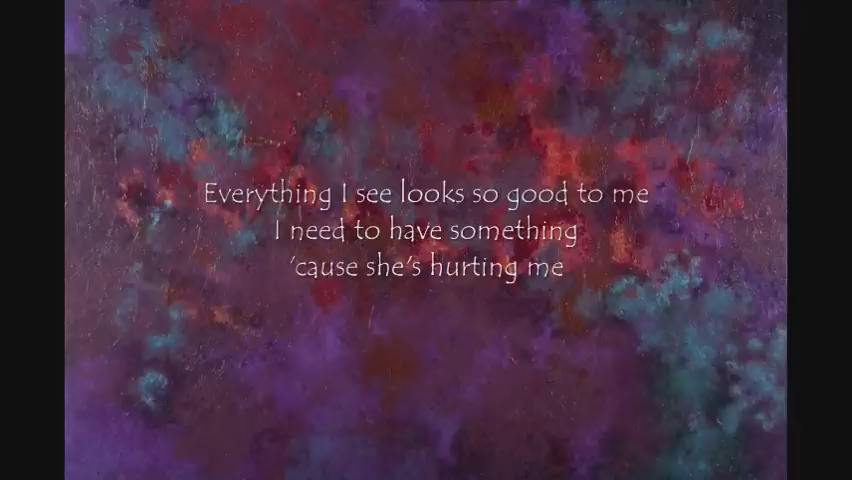 Everything I see looks so good to me
I need to have something
'cause she's hurting me